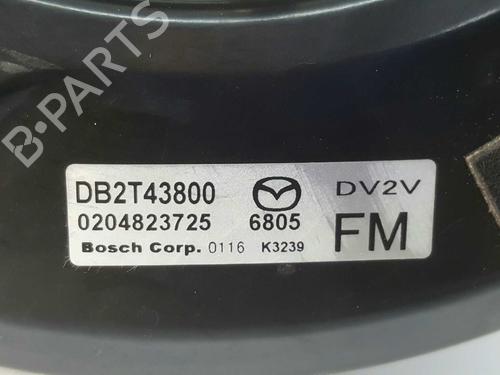 B-PARTS
DB2T43800 DV2V
0204823725 6805 FM
Bosch Corp. 0116 K3239